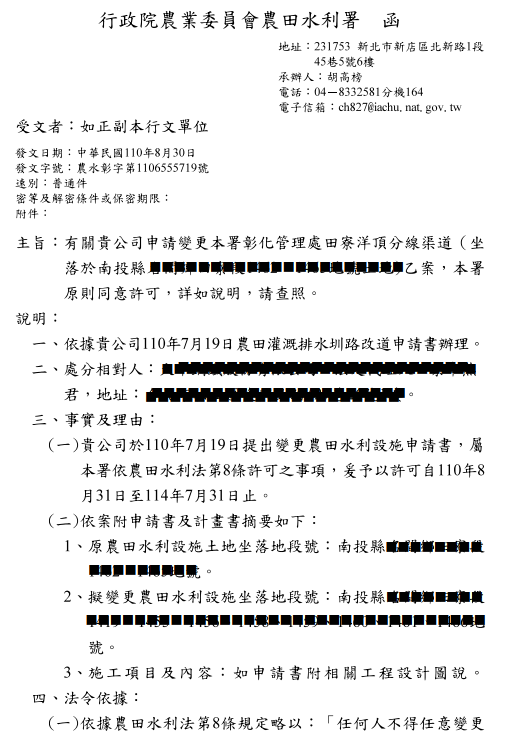 行政院農業委員會農田水利署　函
地址：231753 新北市新店區北新路1段
45巷5號6樓
承辦人：胡高榜
電話：04－8332581分機164
電子信箱：ch827@iachu.nat.gov.tw
受文者：如正副本行文單位
發文日期：中華民國110年8月30日
發文字號：農水彰字第1106555719號
速別：普通件
密等及解密條件或保密期限：
附件：
主旨：有關貴公司申請變更本署彰化管理處田寮洋頂分線渠道（坐
落於南投縣 乙案，本署
原則同意許可，詳如說明，請查照。
說明：
一、依據貴公司110年7月19日農田灌溉排水圳路改道申請書辦理。
二、處分相對人：
君，地址： 。
三、事實及理由：
(一)貴公司於110年7月19日提出變更農田水利設施申請書，屬
本署依農田水利法第8條許可之事項，爰予以許可自110年8
月31日至114年7月31日止。
(二)依案附申請書及計畫書摘要如下：
1、原農田水利設施土地坐落地段號：南投縣
號。
2、擬變更農田水利設施坐落地段號：南投縣
地
號。
3、施工項目及內容：如申請書附相關工程設計圖說。
四、法令依據：
(一)依據農田水利法第8條規定略以：「任何人不得任意變更